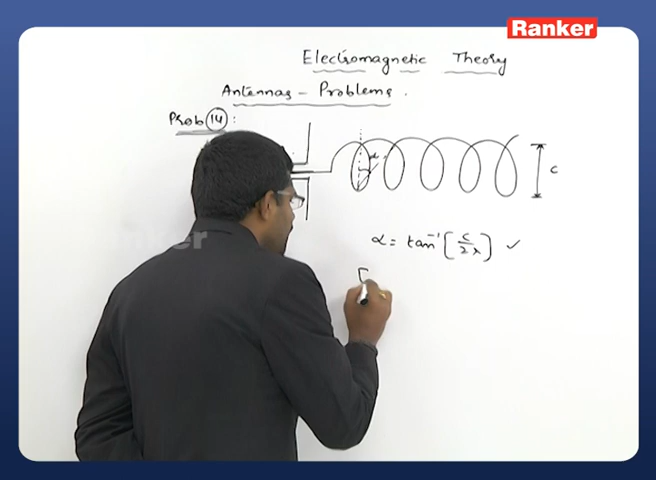 Ranker
Electromagnetic Theory
Antennas - Problems.
Prob 14 :
α
C
α = tan⁻¹ [ c/2λ ] ✓
[